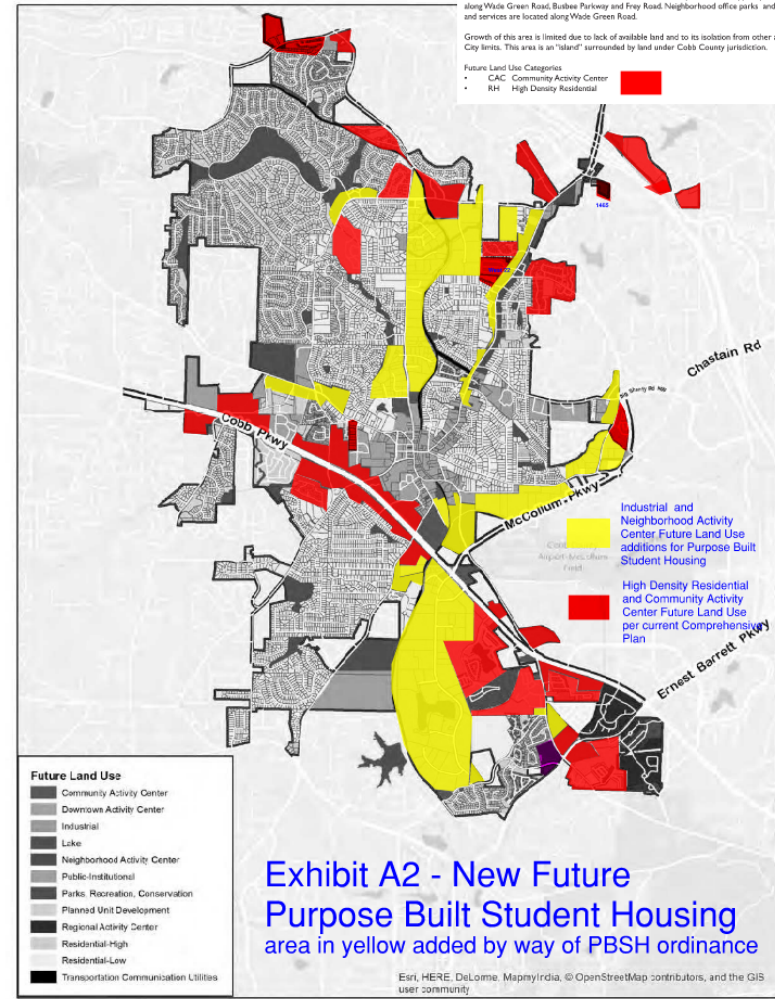 along Wade Green Road, Busbee Parkway and Frey Road. Neighborhood office parks and
and services are located along Wade Green Road.
Growth of this area is limited due to lack of available land and to its isolation from other
City limits. This area is an "island" surrounded by land under Cobb County jurisdiction.
Future Land Use Categories
• CAC Community Activity Center
• RH High Density Residential
1465
Chastain Rd
Cobb Pkwy
McCollum Pkwy
Industrial and
Neighborhood Activity
Center Future Land Use
additions for Purpose Built
Student Housing
High Density Residential
and Community Activity
Center Future Land Use
per current Comprehensive
Plan
Ernest Barrett Pkwy
Future Land Use
Community Activity Center
Downtown Activity Center
Industrial
Lake
Neighborhood Activity Center
Public-Institutional
Parks, Recreation, Conservation
Planned Unit Development
Regional Activity Center
Residential-High
Residential-Low
Transportation Communication Utilities
Exhibit A2 - New Future
Purpose Built Student Housing
area in yellow added by way of PBSH ordinance
Esri, HERE, DeLorme, MapmyIndia, © OpenStreetMap contributors, and the GIS
user community